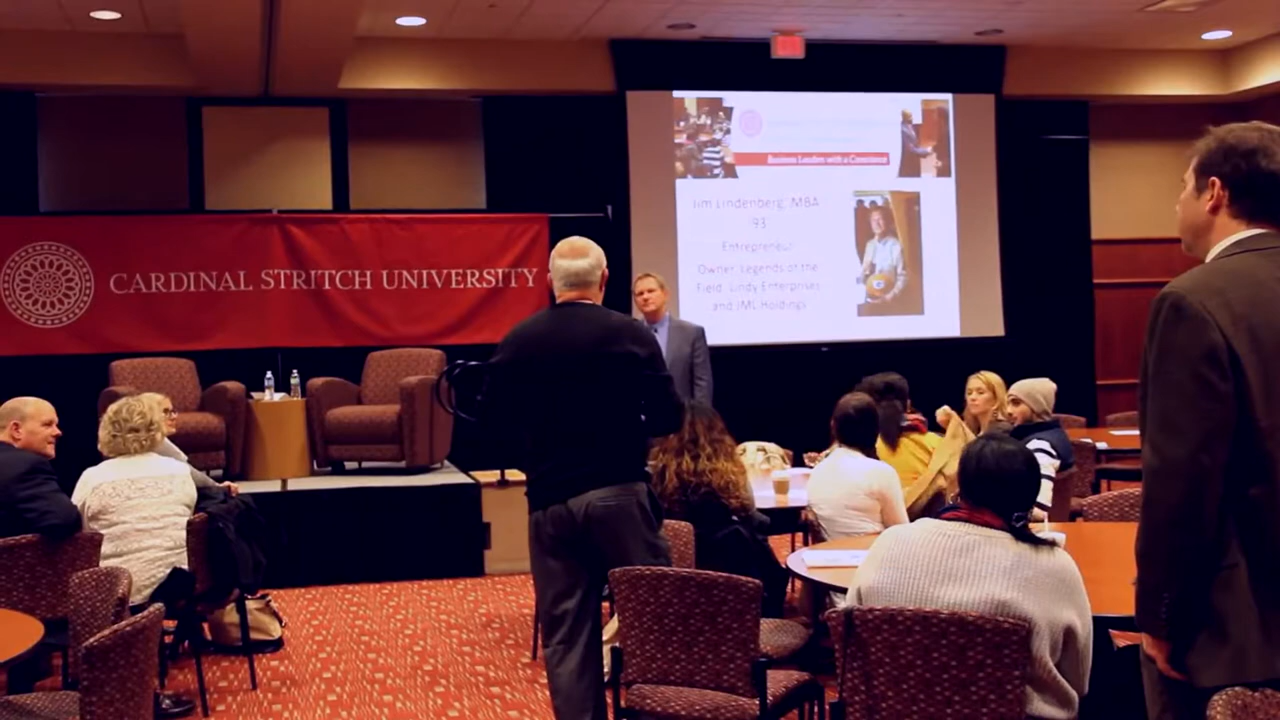 CARDINAL STRITCH UNIVERSITY
Business Leaders with a Conscience
Jim Lindenberg, MBA
'93
Entrepreneur
Owner, Legends of the
Field, Lindy Enterprises
and JML Holdings